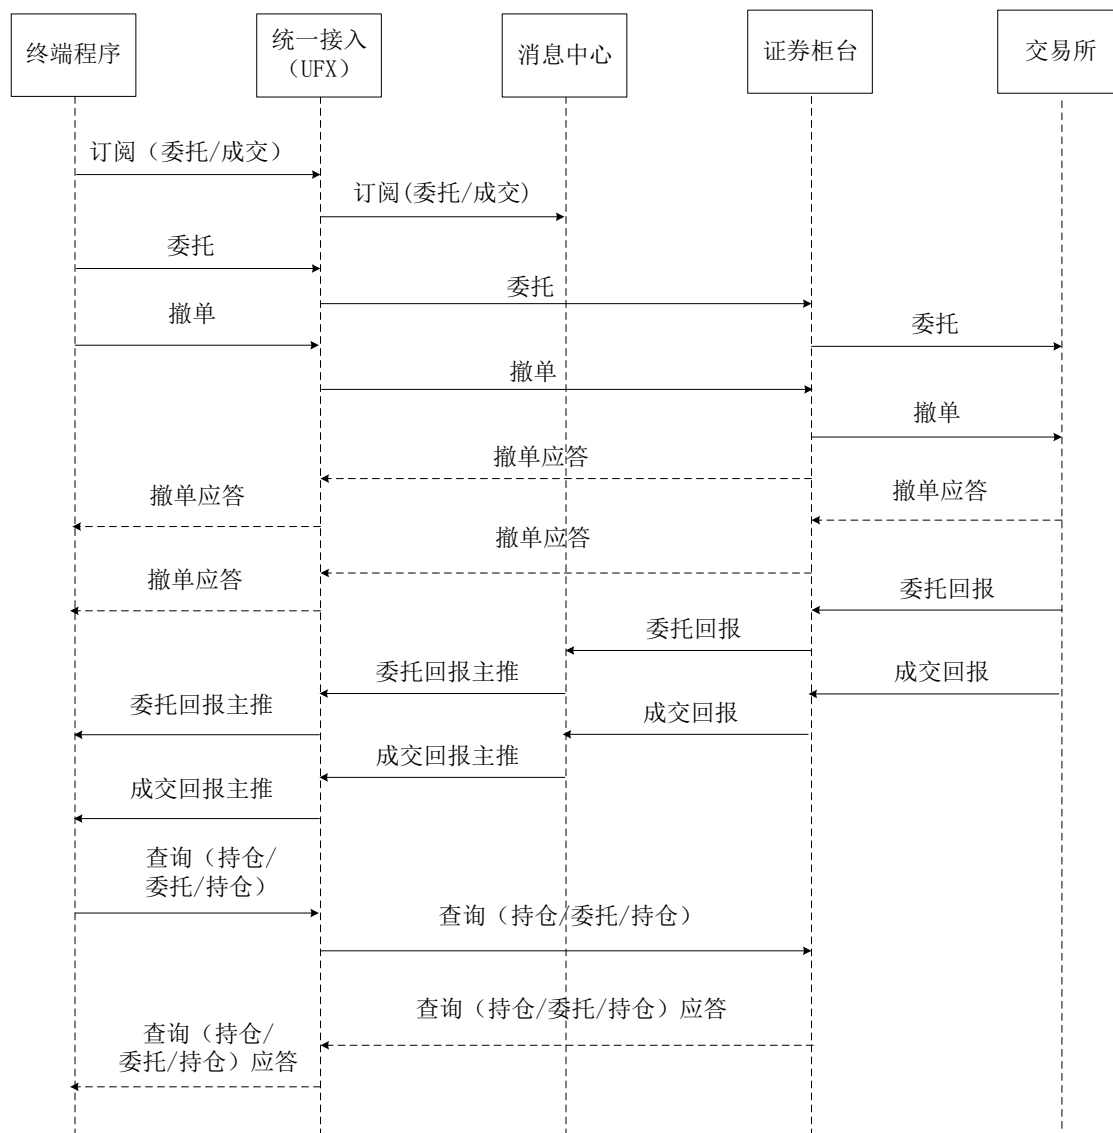 终端程序
统一接入
（UFX）
消息中心
证券柜台
交易所
订阅（委托/成交）
订阅(委托/成交)
委托
委托
撤单
委托
撤单
撤单
撤单应答
撤单应答
撤单应答
撤单应答
撤单应答
委托回报
委托回报
委托回报主推
成交回报
委托回报主推
成交回报
成交回报主推
成交回报主推
查询（持仓/
委托/持仓）
查询（持仓/委托/持仓）
查询（持仓/委托/持仓）应答
查询（持仓/
委托/持仓）应答